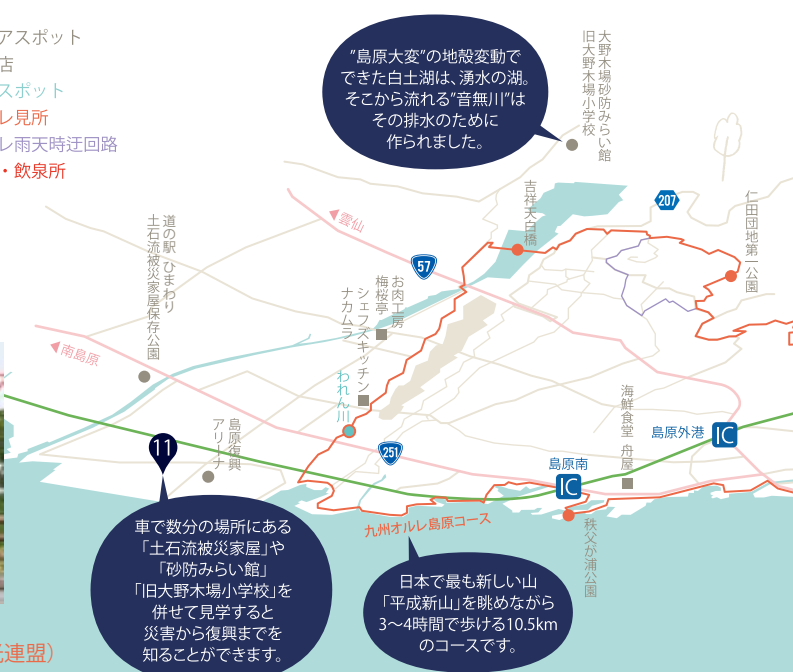 アスポット
店
スポット
レ見所
レ雨天時迂回路
・飲泉所
"島原大変"の地殻変動で
できた白土湖は、湧水の湖。
そこから流れる"音無川"は
その排水のために
作られました。
大野木場砂防みらい館
旧大野木場小学校
吉祥天白橋
207
仁田団地第一公園
雲仙
57
道の駅 ひまわり
土石流被災家屋保存公園
お肉工房
梅桜亭
シェフズキッチン
ナカムラ
南島原
われん川
海鮮食堂 舟屋
島原外港
IC
島原復興
アリーナ
11
251
島原南
IC
九州オルレ島原コース
秩父が浦公園
車で数分の場所にある
「土石流被災家屋」や
「砂防みらい館」
「旧大野木場小学校」を
併せて見学すると
災害から復興までを
知ることができます。
日本で最も新しい山
「平成新山」を眺めながら
3〜4時間で歩ける10.5km
のコースです。
連盟）